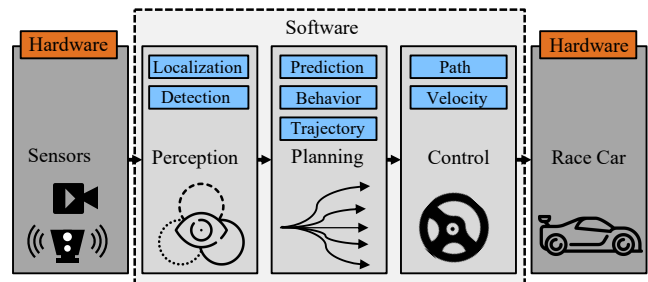 Software
Hardware
Sensors
Localization
Detection
Perception
Prediction
Behavior
Trajectory
Planning
Path
Velocity
Control
Hardware
Race Car